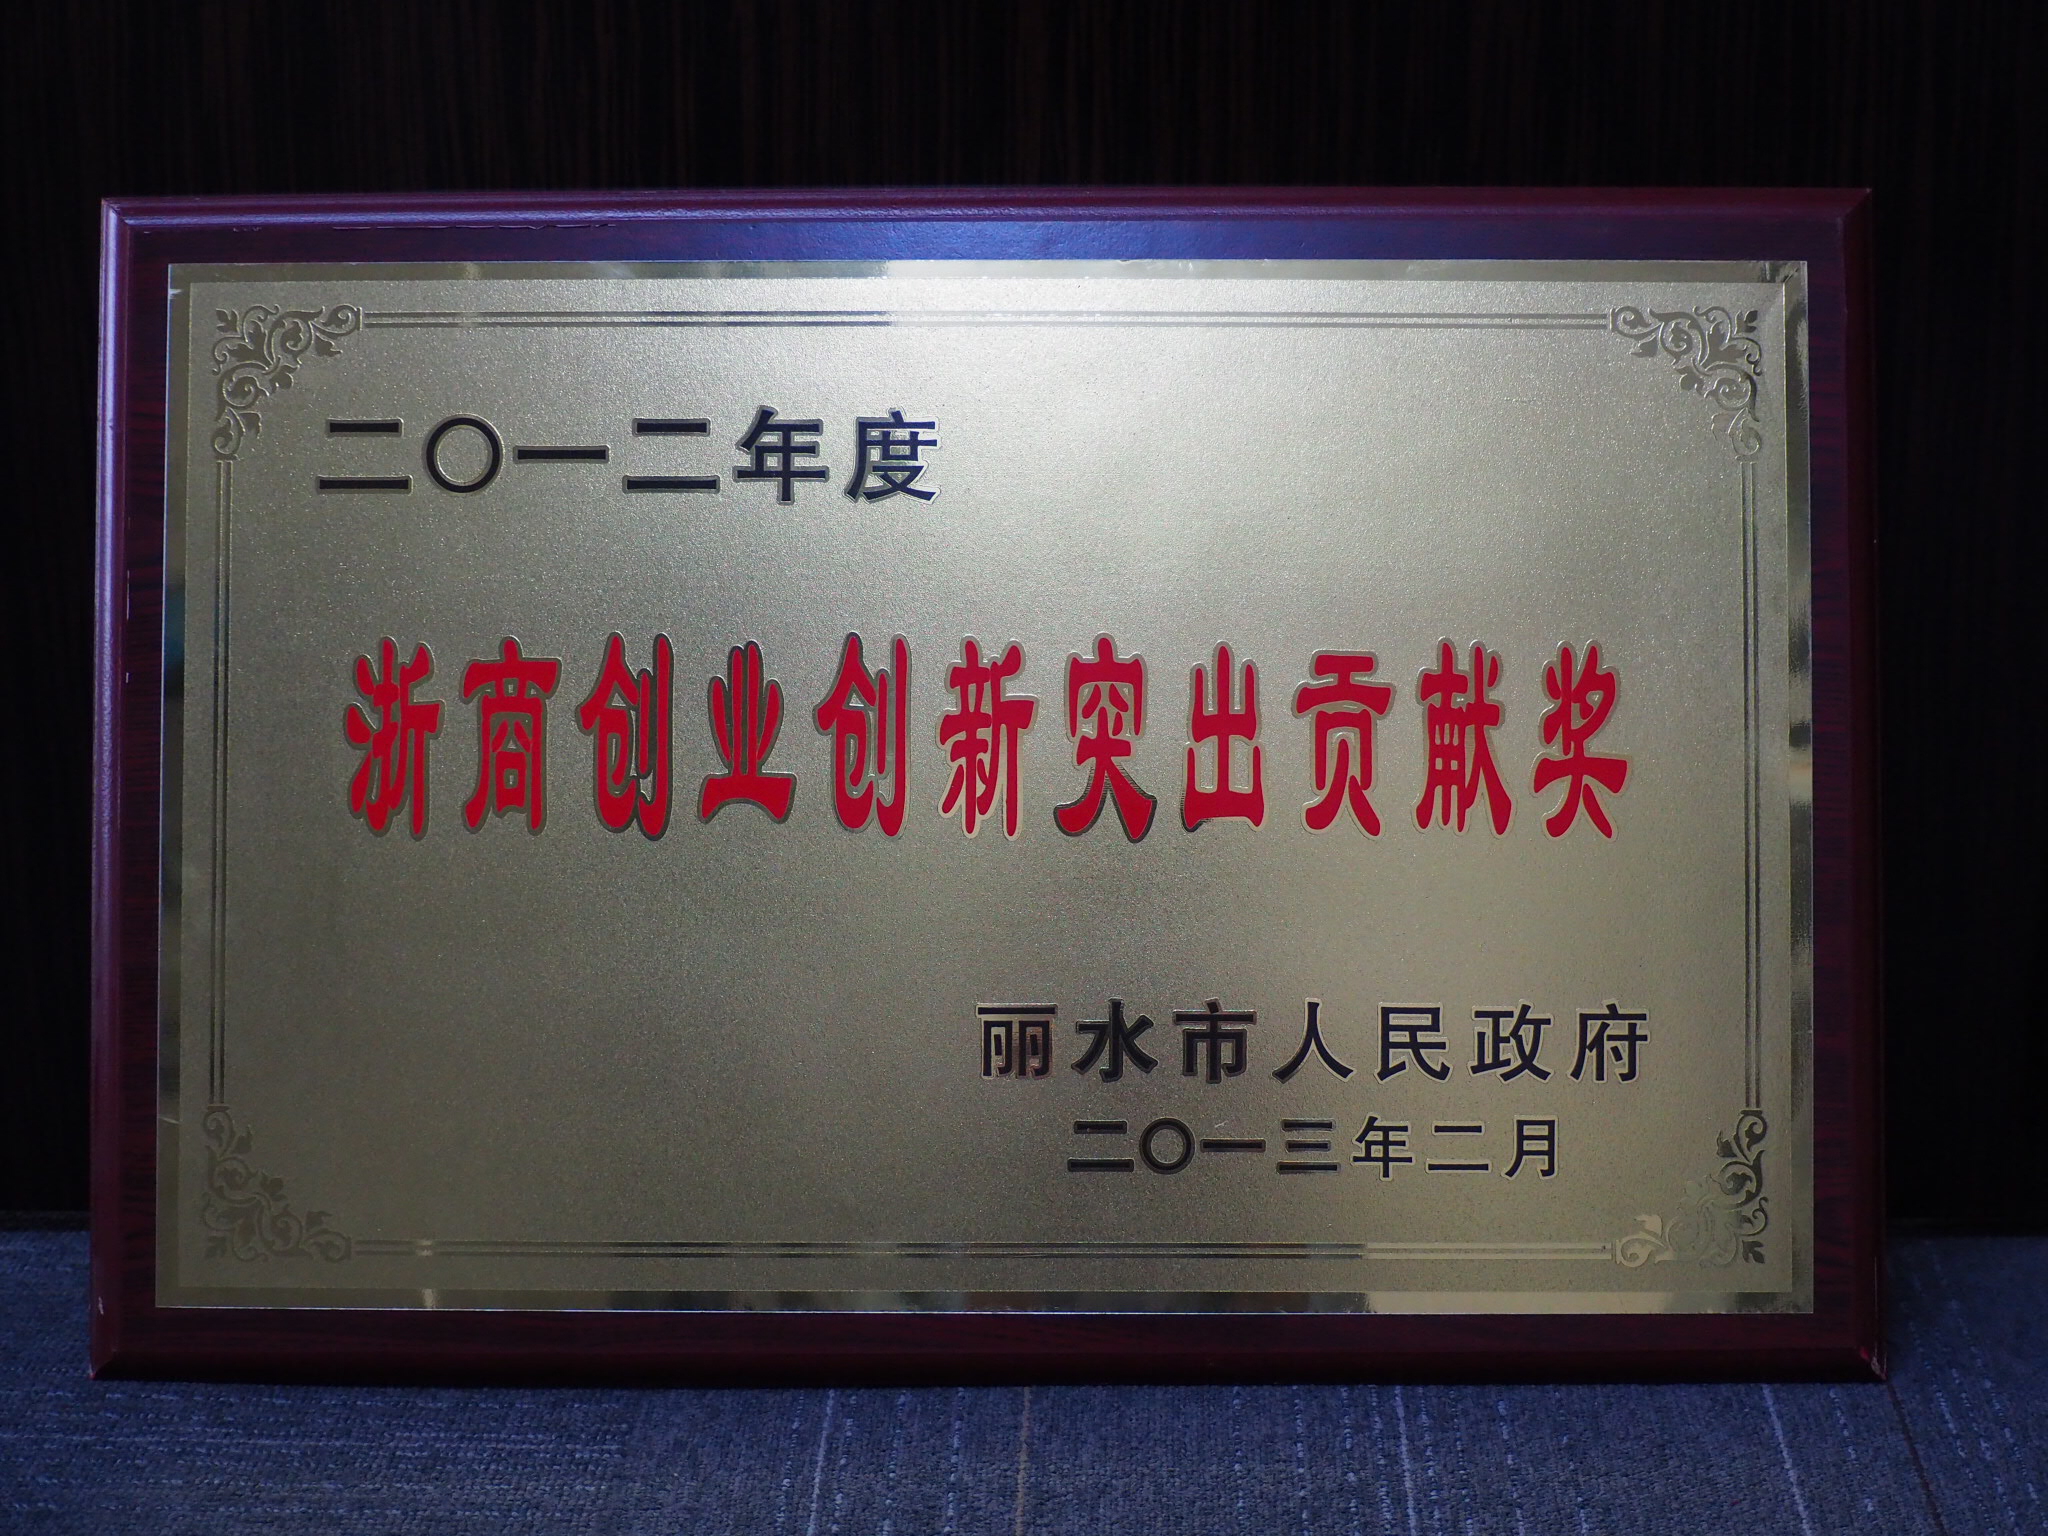 二〇一二年度
浙商创业创新突出贡献奖
丽水市人民政府
二〇一三年二月